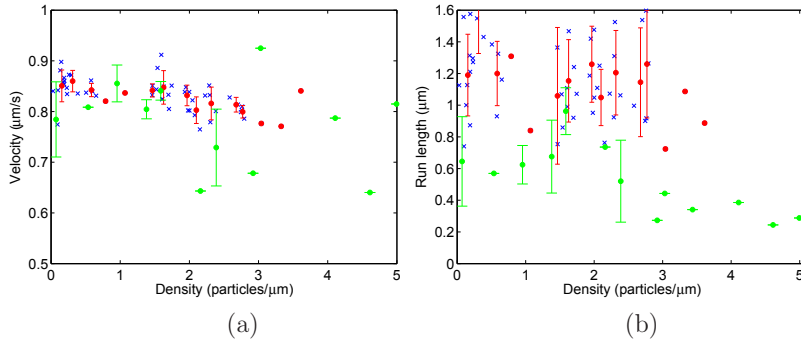 1
0.9
0.8
0.7
0.6
0.5
0 1 2 3 4 5
Velocity (μm/s)
Density (particles/μm)
(a)
1.6
1.4
1.2
1
0.8
0.6
0.4
0.2
0
0 1 2 3 4 5
Run length (μm)
Density (particles/μm)
(b)